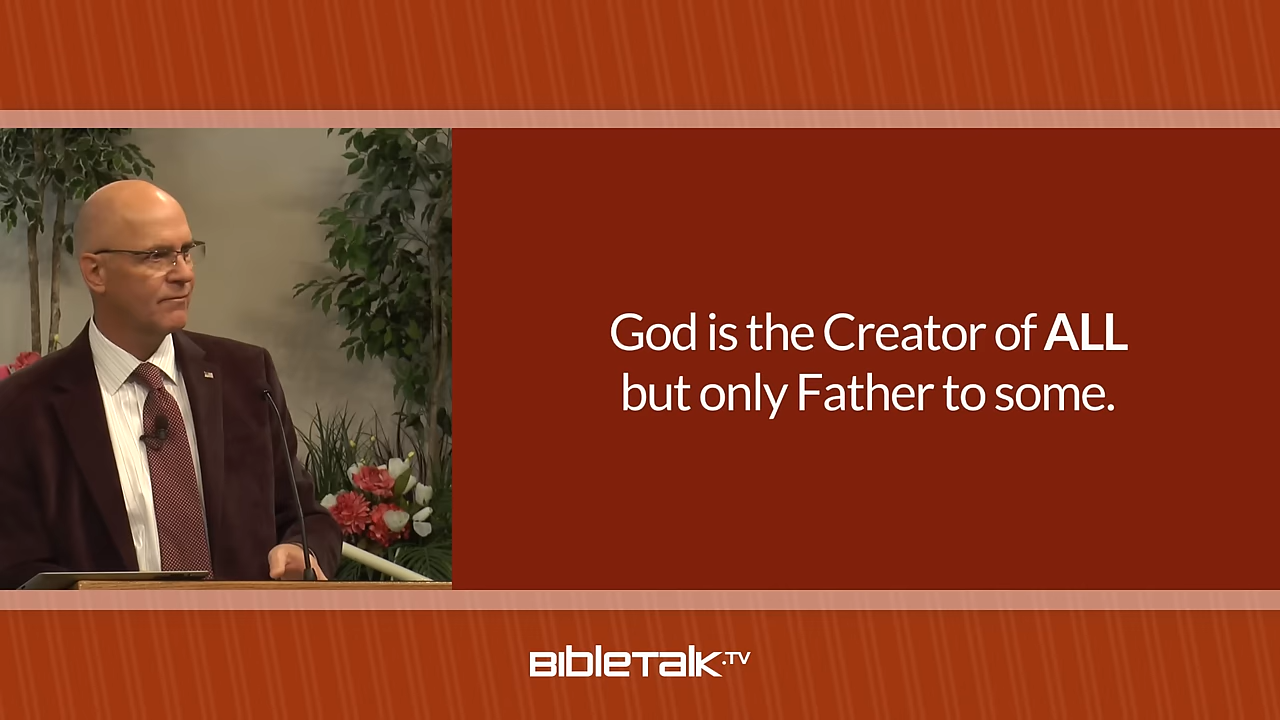 God is the Creator of ALL
but only Father to some.
BibleTalk.TV